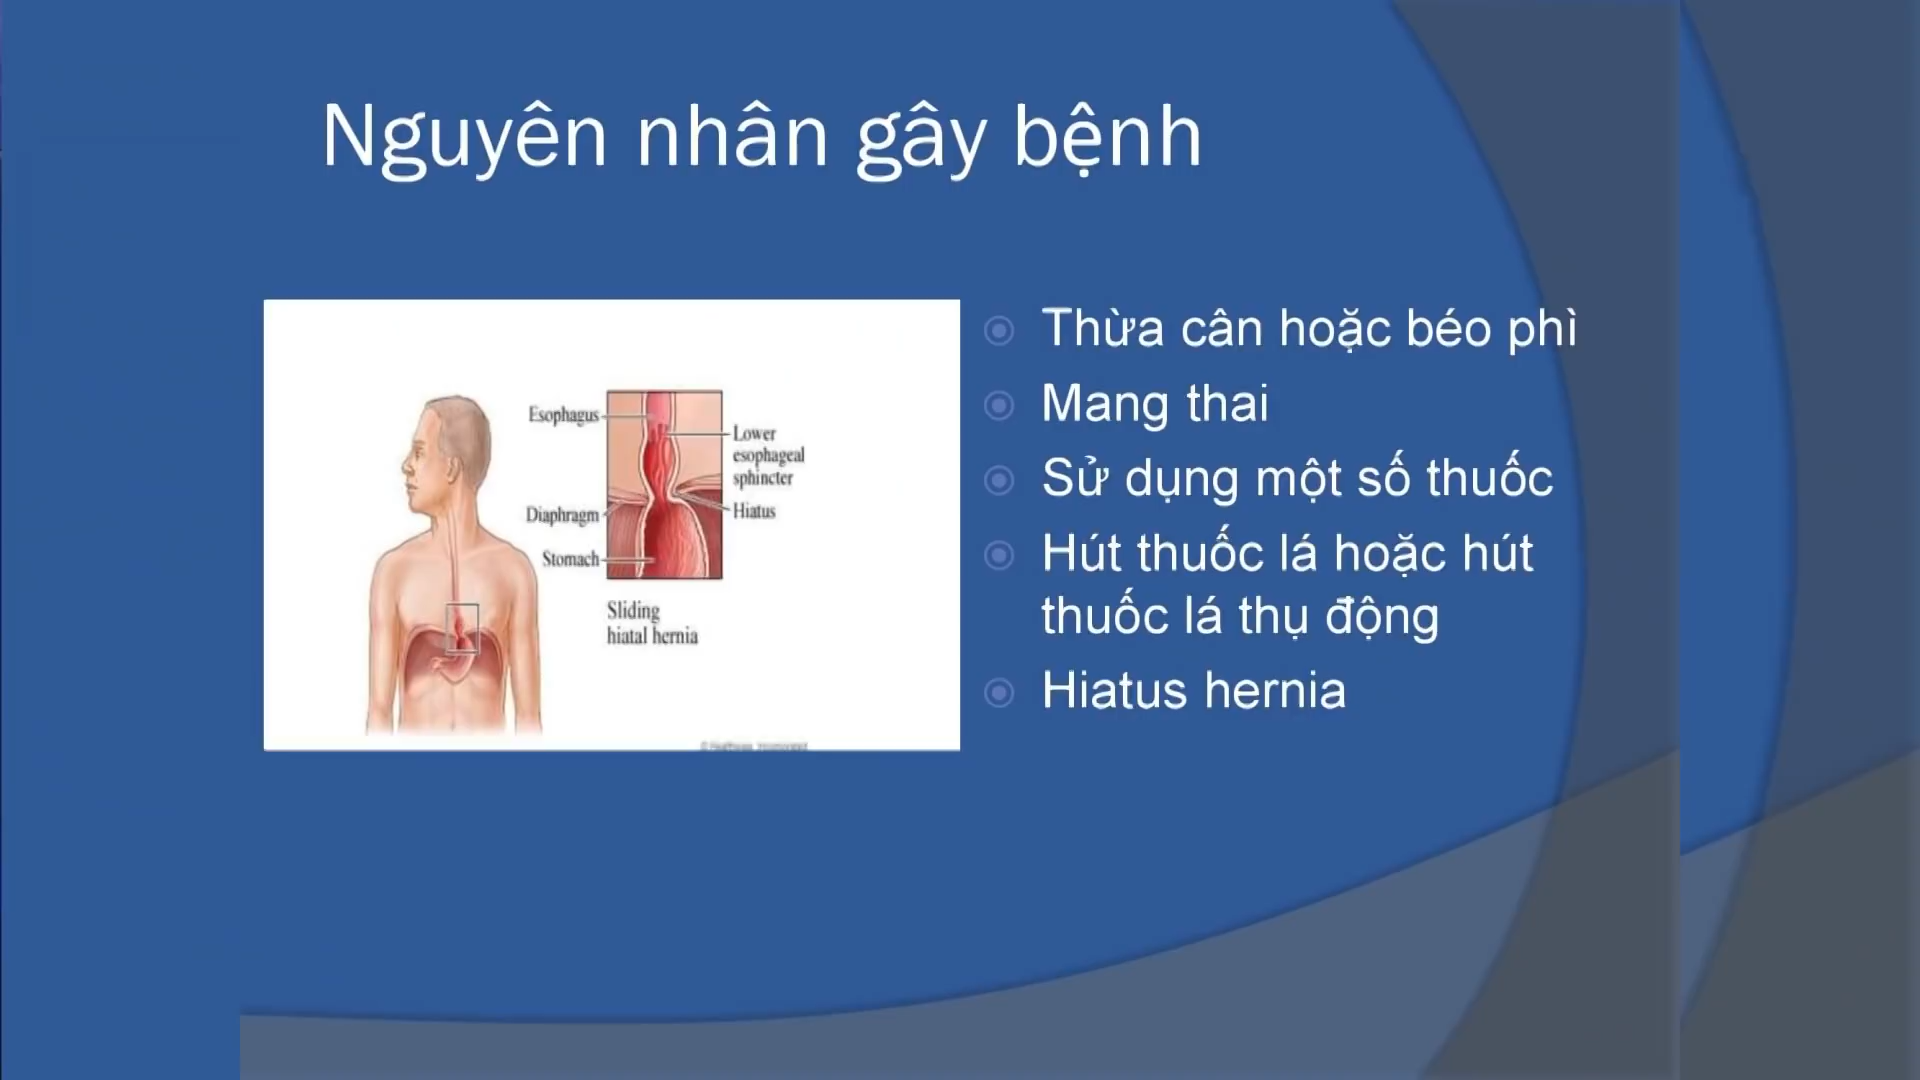 Nguyên nhân gây bệnh
Esophagus
Lower
esophageal
sphincter
Diaphragm
Hiatus
Stomach
Sliding
hiatal hernia
Thừa cân hoặc béo phì
Mang thai
Sử dụng một số thuốc
Hút thuốc lá hoặc hút
thuốc lá thụ động
Hiatus hernia